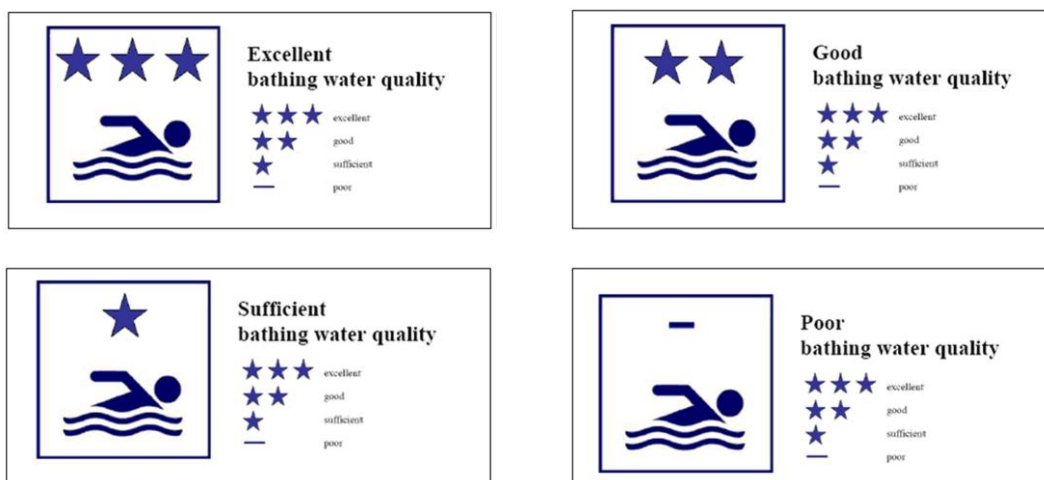 Excellent
bathing water quality
excellent
good
sufficient
poor
Good
bathing water quality
excellent
good
sufficient
poor
Sufficient
bathing water quality
excellent
good
sufficient
poor
Poor
bathing water quality
excellent
good
sufficient
poor